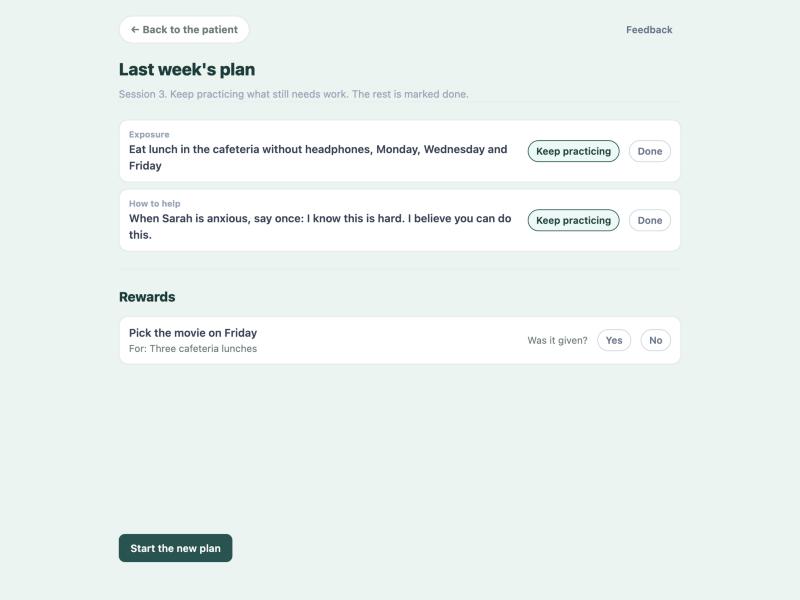 ← Back to the patient
Feedback
Last week's plan
Session 3. Keep practicing what still needs work. The rest is marked done.
Exposure
Eat lunch in the cafeteria without headphones, Monday, Wednesday and
Friday
Keep practicing
Done
How to help
When Sarah is anxious, say once: I know this is hard. I believe you can do
this.
Keep practicing
Done
Rewards
Pick the movie on Friday
For: Three cafeteria lunches
Was it given?
Yes
No
Start the new plan